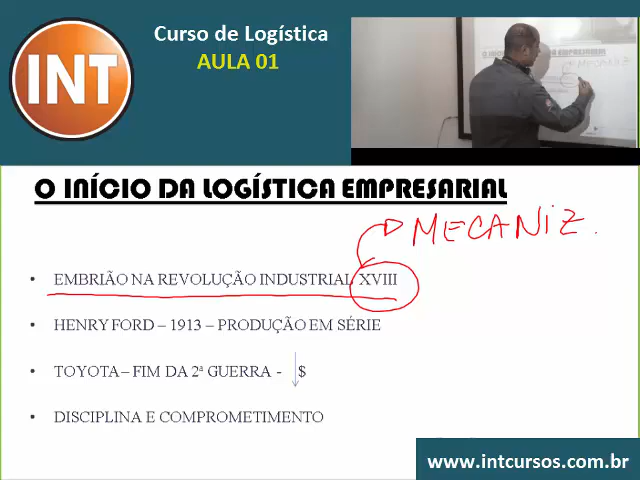 INT
Curso de Logística
AULA 01
O INÍCIO DA LOGÍSTICA EMPRESARIAL
MECANIZ.
• EMBRIÃO NA REVOLUÇÃO INDUSTRIAL XVIII
• HENRY FORD – 1913 – PRODUÇÃO EM SÉRIE
• TOYOTA – FIM DA 2ª GUERRA - $
• DISCIPLINA E COMPROMETIMENTO
www.intcursos.com.br